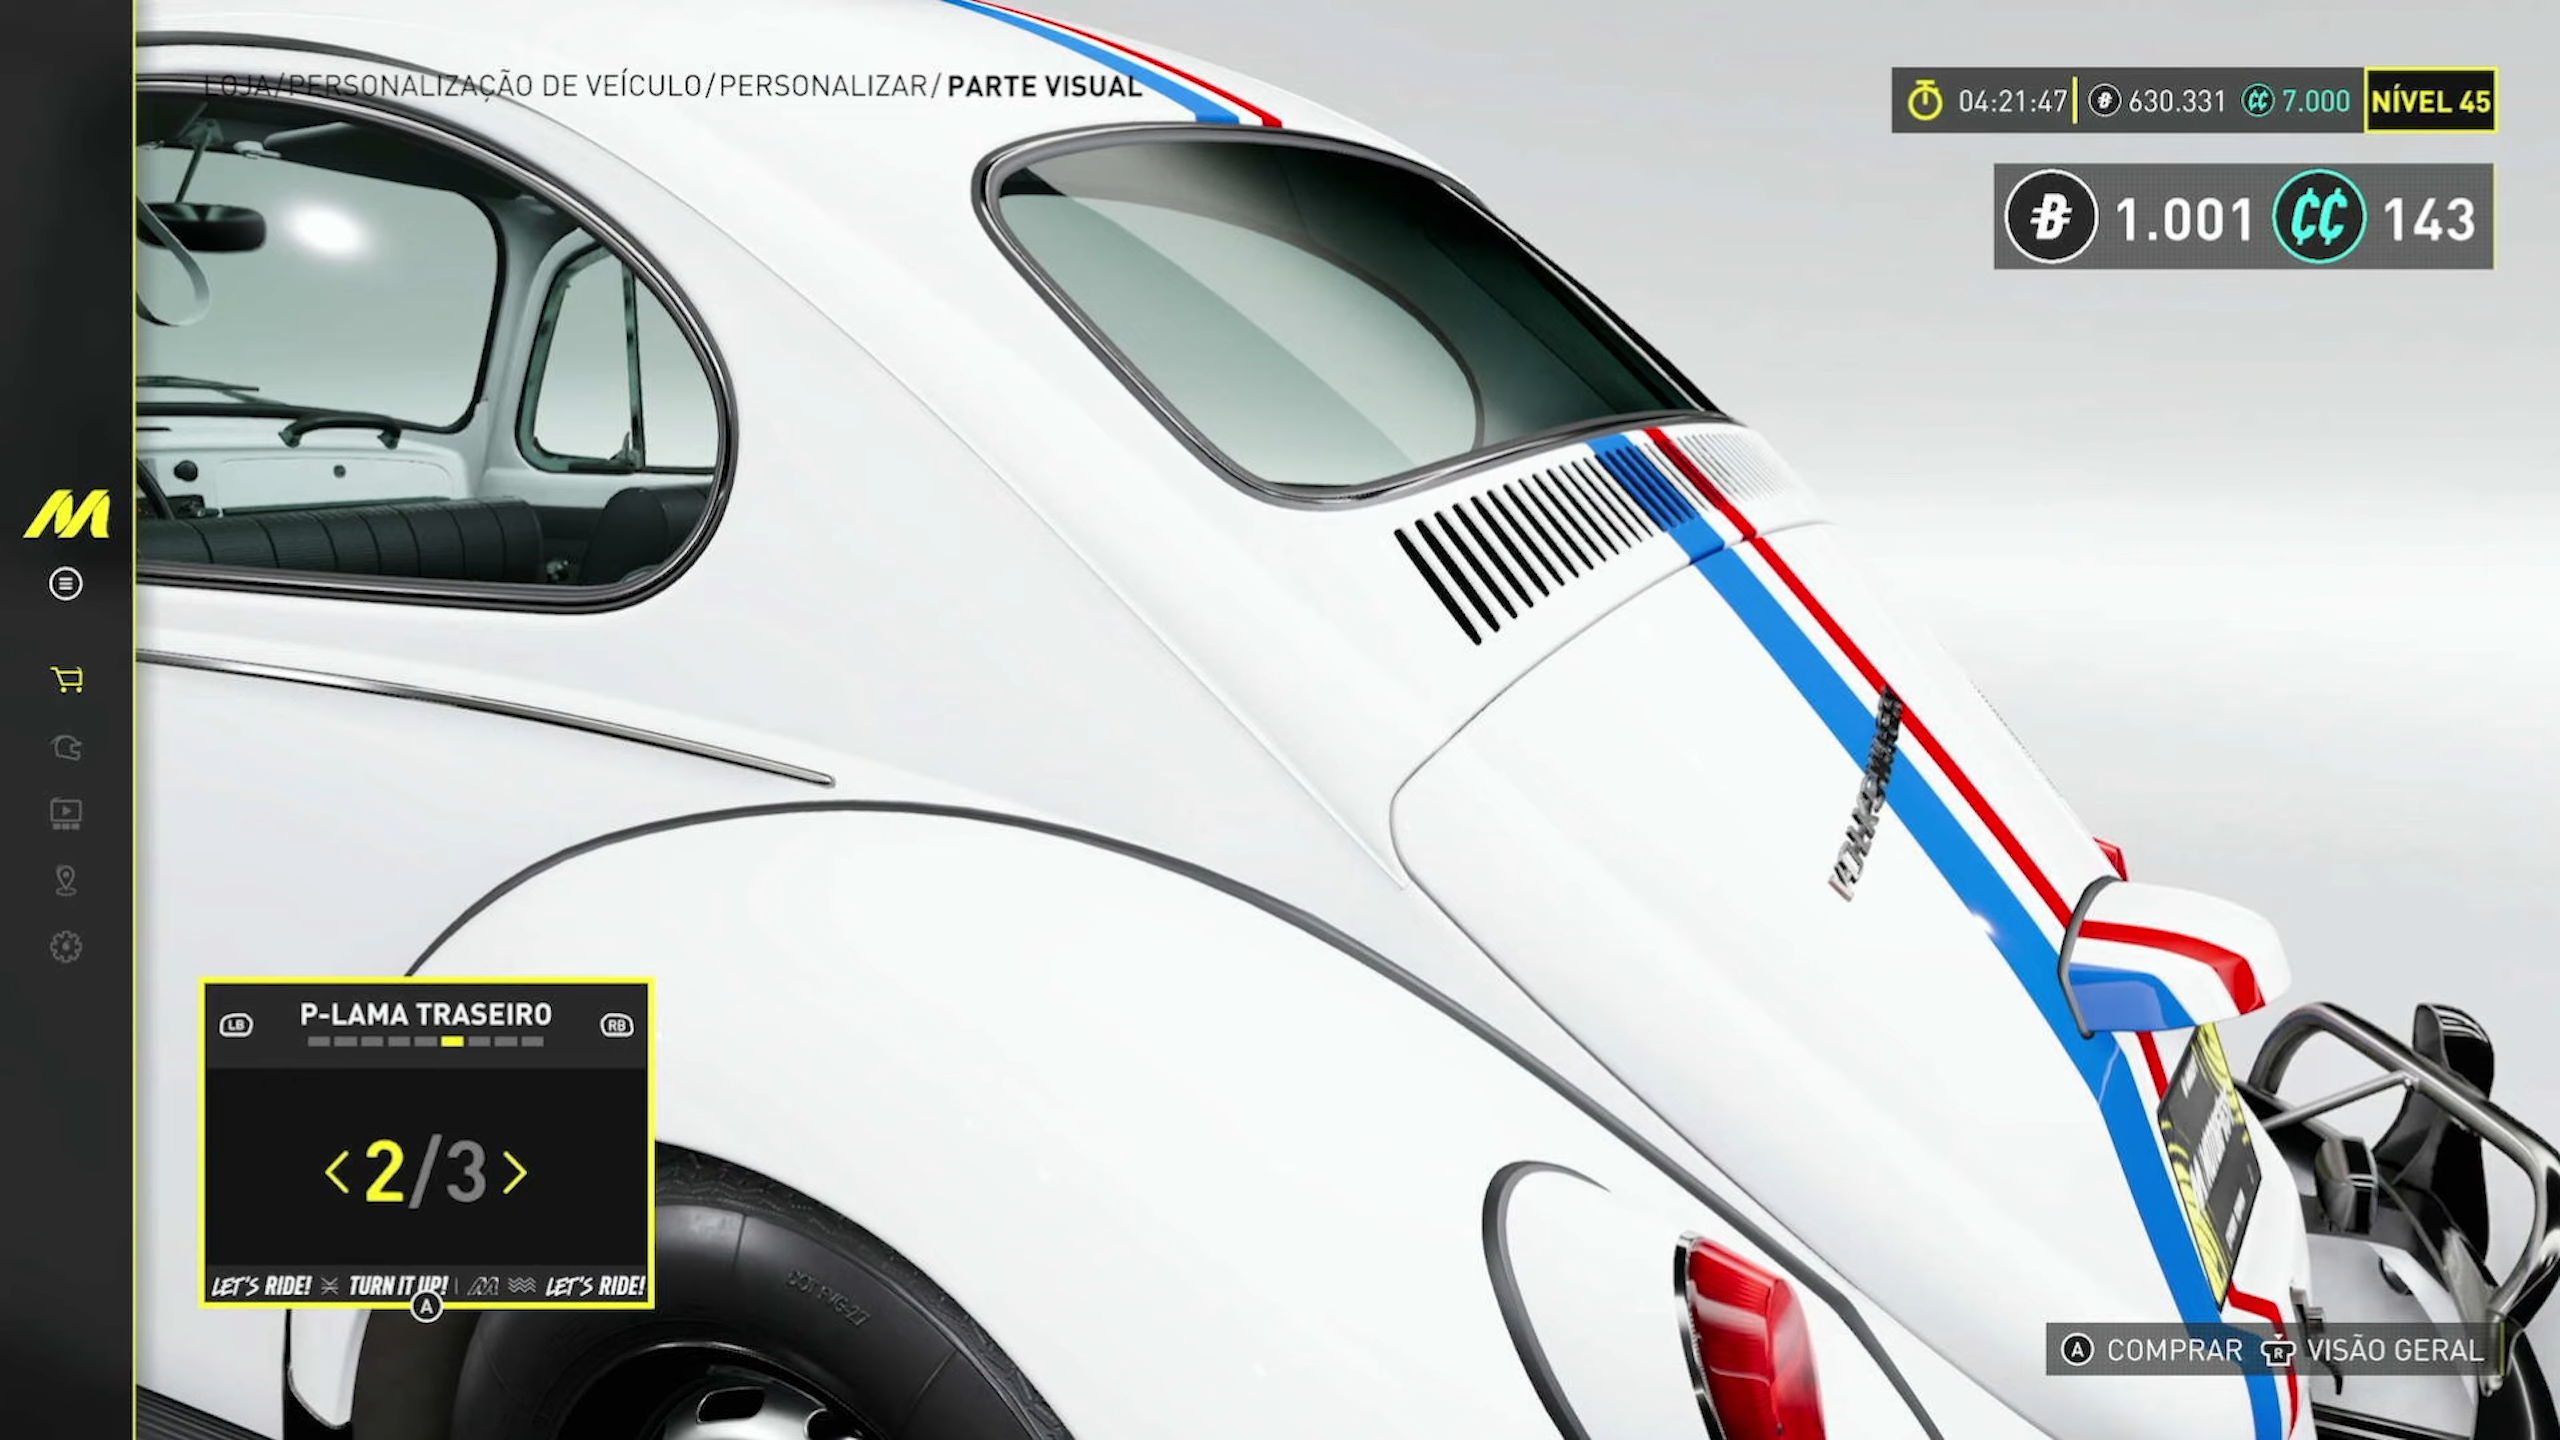 LOJA/PERSONALIZAÇÃO DE VEÍCULO/PERSONALIZAR/PARTE VISUAL
04:21:47 630.331 7.000 NÍVEL 45
1.001 143
VOLKSWAGEN
LB P-LAMA TRASEIRO RB
2/3
LET'S RIDE! TURN IT UP! LET'S RIDE!
A
A COMPRAR R VISÃO GERAL